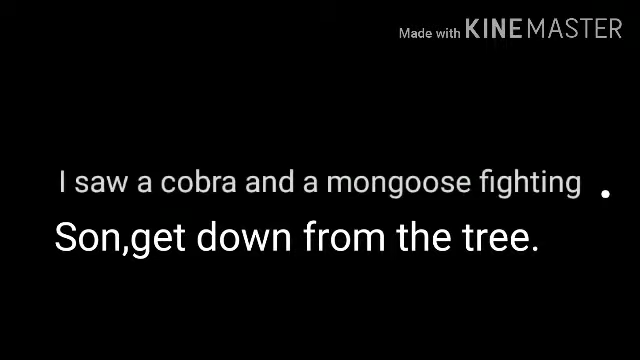 Made with KINEMASTER
I saw a cobra and a mongoose fighting .
Son,get down from the tree.